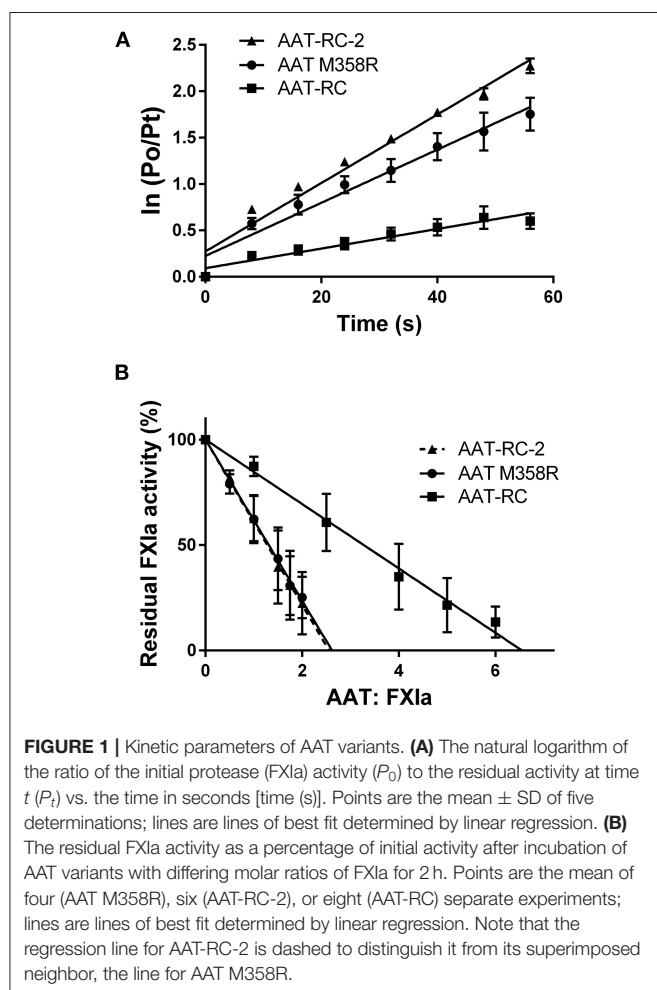 A
AAT-RC-2
AAT M358R
AAT-RC
2.5
2.0
1.5
1.0
0.5
0.0
ln (Po/Pt)
0 20 40 60
Time (s)
B
AAT-RC-2
AAT M358R
AAT-RC
100
50
0
Residual FXIa activity (%)
0 2 4 6
AAT: FXIa
FIGURE 1 | Kinetic parameters of AAT variants. (A) The natural logarithm of
the ratio of the initial protease (FXIa) activity (P0) to the residual activity at time
t (Pt) vs. the time in seconds [time (s)]. Points are the mean ± SD of five
determinations; lines are lines of best fit determined by linear regression. (B)
The residual FXIa activity as a percentage of initial activity after incubation of
AAT variants with differing molar ratios of FXIa for 2 h. Points are the mean of
four (AAT M358R), six (AAT-RC-2), or eight (AAT-RC) separate experiments;
lines are lines of best fit determined by linear regression. Note that the
regression line for AAT-RC-2 is dashed to distinguish it from its superimposed
neighbor, the line for AAT M358R.